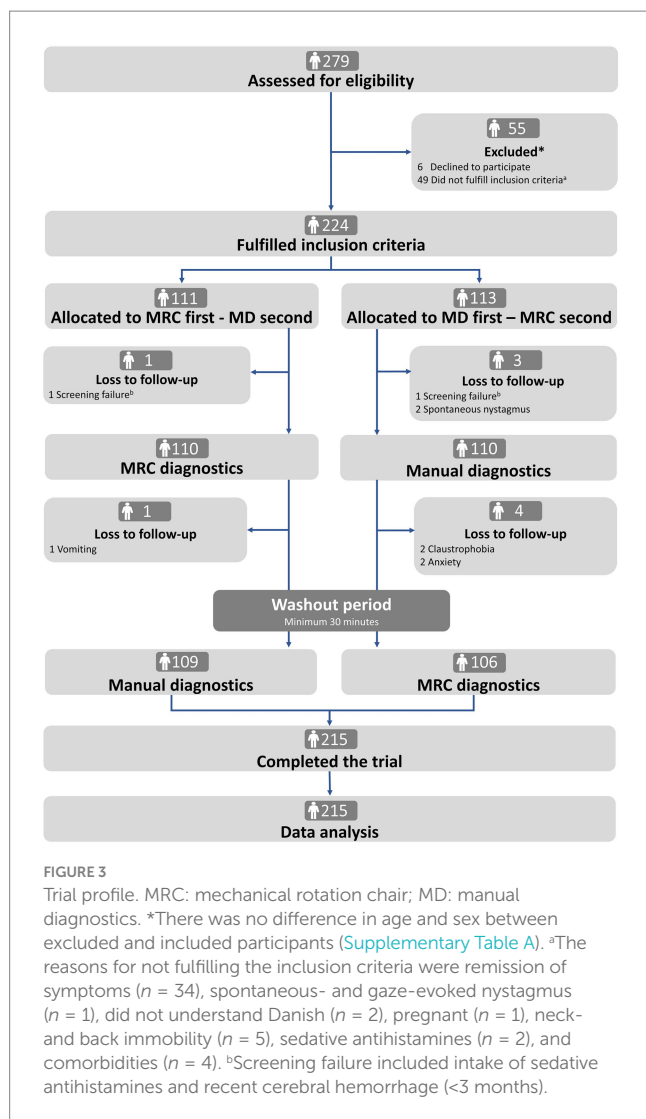 279
Assessed for eligibility
55
Excluded*
6 Declined to participate
49 Did not fulfill inclusion criteriaᵃ
224
Fulfilled inclusion criteria
111
Allocated to MRC first - MD second
113
Allocated to MD first – MRC second
1
Loss to follow-up
1 Screening failureᵇ
3
Loss to follow-up
1 Screening failureᵇ
2 Spontaneous nystagmus
110
MRC diagnostics
110
Manual diagnostics
1
Loss to follow-up
1 Vomiting
4
Loss to follow-up
2 Claustrophobia
2 Anxiety
Washout period
Minimum 30 minutes
109
Manual diagnostics
106
MRC diagnostics
215
Completed the trial
215
Data analysis
FIGURE 3
Trial profile. MRC: mechanical rotation chair; MD: manual
diagnostics. *There was no difference in age and sex between
excluded and included participants (Supplementary Table A). ᵃThe
reasons for not fulfilling the inclusion criteria were remission of
symptoms (n = 34), spontaneous- and gaze-evoked nystagmus
(n = 1), did not understand Danish (n = 2), pregnant (n = 1), neck-
and back immobility (n = 5), sedative antihistamines (n = 2), and
comorbidities (n = 4). ᵇScreening failure included intake of sedative
antihistamines and recent cerebral hemorrhage (<3 months).